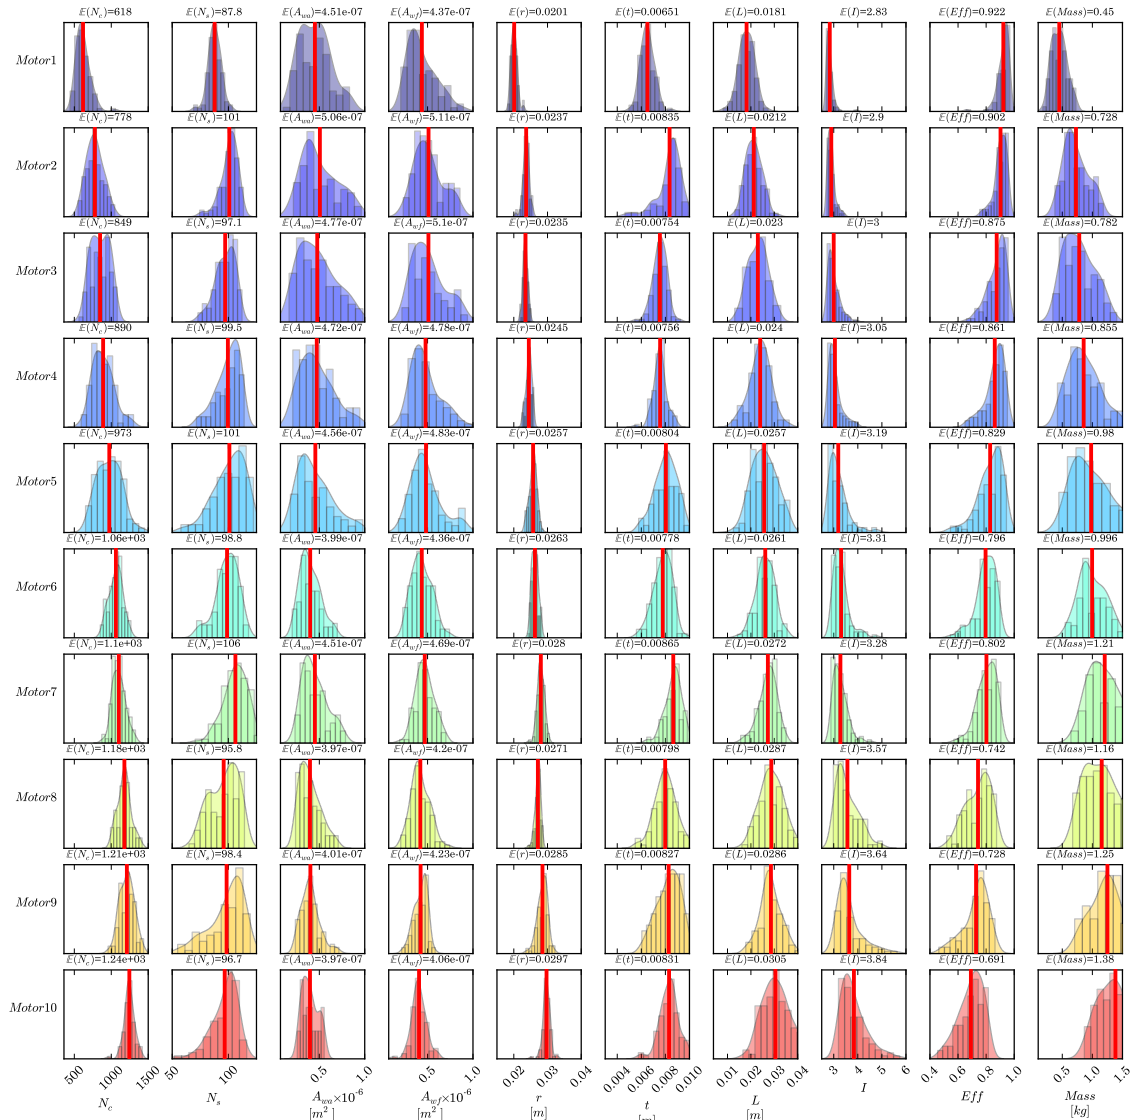 𝔼(N_c)=618 𝔼(N_s)=87.8 𝔼(A_wa)=4.51e-07 𝔼(A_wf)=4.37e-07 𝔼(r)=0.0201 𝔼(t)=0.00651 𝔼(L)=0.0181 𝔼(I)=2.83 𝔼(Eff)=0.922 𝔼(Mass)=0.45
Motor1
𝔼(N_c)=778 𝔼(N_s)=101 𝔼(A_wa)=5.06e-07 𝔼(A_wf)=5.11e-07 𝔼(r)=0.0237 𝔼(t)=0.00835 𝔼(L)=0.0212 𝔼(I)=2.9 𝔼(Eff)=0.902 𝔼(Mass)=0.728
Motor2
𝔼(N_c)=849 𝔼(N_s)=97.1 𝔼(A_wa)=4.77e-07 𝔼(A_wf)=5.1e-07 𝔼(r)=0.0235 𝔼(t)=0.00754 𝔼(L)=0.023 𝔼(I)=3 𝔼(Eff)=0.875 𝔼(Mass)=0.782
Motor3
𝔼(N_c)=890 𝔼(N_s)=99.5 𝔼(A_wa)=4.72e-07 𝔼(A_wf)=4.78e-07 𝔼(r)=0.0245 𝔼(t)=0.00756 𝔼(L)=0.024 𝔼(I)=3.05 𝔼(Eff)=0.861 𝔼(Mass)=0.855
Motor4
𝔼(N_c)=973 𝔼(N_s)=101 𝔼(A_wa)=4.56e-07 𝔼(A_wf)=4.83e-07 𝔼(r)=0.0257 𝔼(t)=0.00804 𝔼(L)=0.0257 𝔼(I)=3.19 𝔼(Eff)=0.829 𝔼(Mass)=0.98
Motor5
𝔼(N_c)=1.06e+03 𝔼(N_s)=98.8 𝔼(A_wa)=3.99e-07 𝔼(A_wf)=4.36e-07 𝔼(r)=0.0263 𝔼(t)=0.00778 𝔼(L)=0.0261 𝔼(I)=3.31 𝔼(Eff)=0.796 𝔼(Mass)=0.996
Motor6
𝔼(N_c)=1.1e+03 𝔼(N_s)=106 𝔼(A_wa)=4.51e-07 𝔼(A_wf)=4.69e-07 𝔼(r)=0.028 𝔼(t)=0.00865 𝔼(L)=0.0272 𝔼(I)=3.28 𝔼(Eff)=0.802 𝔼(Mass)=1.21
Motor7
𝔼(N_c)=1.18e+03 𝔼(N_s)=95.8 𝔼(A_wa)=3.97e-07 𝔼(A_wf)=4.2e-07 𝔼(r)=0.0271 𝔼(t)=0.00798 𝔼(L)=0.0287 𝔼(I)=3.57 𝔼(Eff)=0.742 𝔼(Mass)=1.16
Motor8
𝔼(N_c)=1.21e+03 𝔼(N_s)=98.4 𝔼(A_wa)=4.01e-07 𝔼(A_wf)=4.23e-07 𝔼(r)=0.0285 𝔼(t)=0.00827 𝔼(L)=0.0286 𝔼(I)=3.64 𝔼(Eff)=0.728 𝔼(Mass)=1.25
Motor9
𝔼(N_c)=1.24e+03 𝔼(N_s)=96.7 𝔼(A_wa)=3.97e-07 𝔼(A_wf)=4.06e-07 𝔼(r)=0.0297 𝔼(t)=0.00831 𝔼(L)=0.0305 𝔼(I)=3.84 𝔼(Eff)=0.691 𝔼(Mass)=1.38
Motor10
500 1000 1500 50 100 0.5 1.0 0.5 1.0 0.02 0.03 0.04 0.004 0.006 0.008 0.010 0.01 0.02 0.03 0.04 3 4 5 6 0.4 0.6 0.8 1.0 0.0 0.5 1.0 1.5
N_c N_s A_wa×10⁻⁶ A_wf×10⁻⁶ r t L I Eff Mass
[m²] [m²] [m] [m] [kg]